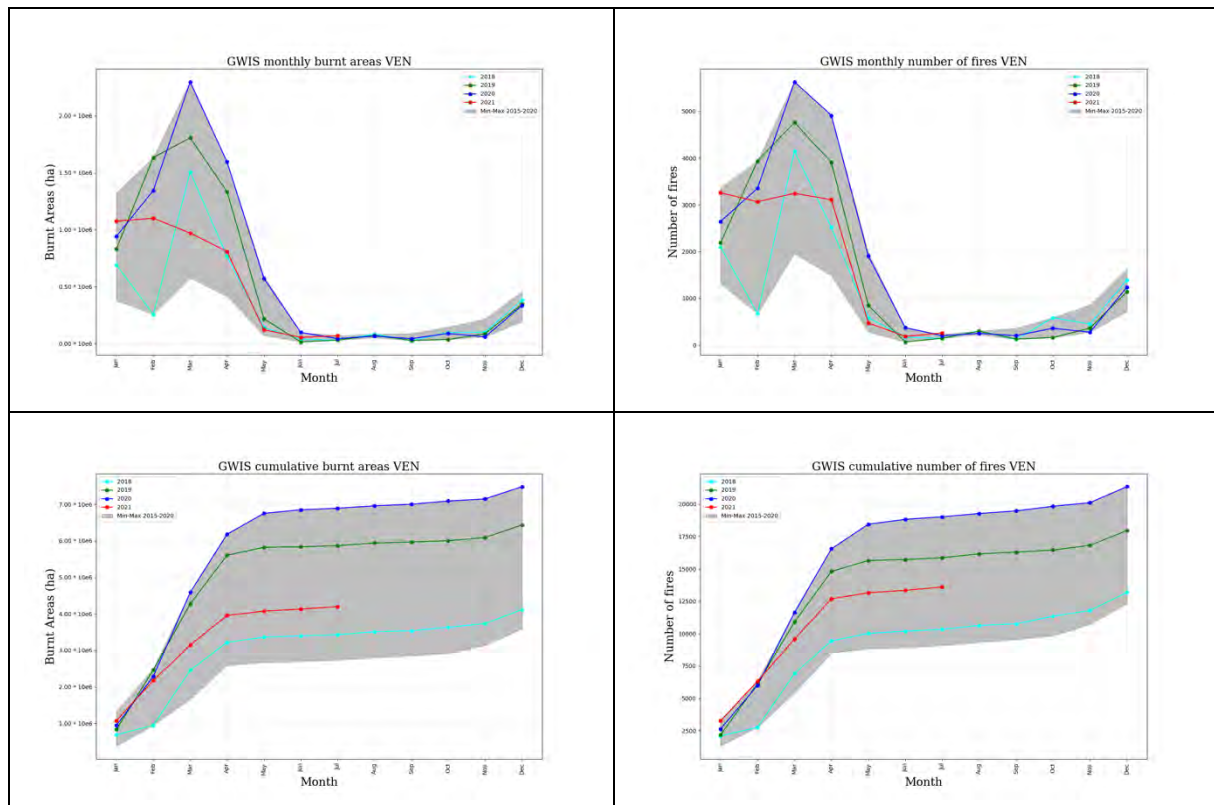 GWIS monthly burnt areas VEN
2018
2019
2020
2021
Min-Max 2015-2020
Burnt Areas (ha)
2.00 * 10e6
1.50 * 10e6
1.00 * 10e6
0.50 * 10e6
0.00 * 10e6
Jan Feb Mar Apr May Jun Jul Aug Sep Oct Nov Dec
Month
GWIS monthly number of fires VEN
2018
2019
2020
2021
Min-Max 2015-2020
Number of fires
5000
4000
3000
2000
1000
0
Jan Feb Mar Apr May Jun Jul Aug Sep Oct Nov Dec
Month
GWIS cumulative burnt areas VEN
2018
2019
2020
2021
Min-Max 2015-2020
Burnt Areas (ha)
7.00 * 10e6
6.00 * 10e6
5.00 * 10e6
4.00 * 10e6
3.00 * 10e6
2.00 * 10e6
1.00 * 10e6
Jan Feb Mar Apr May Jun Jul Aug Sep Oct Nov Dec
Month
GWIS cumulative number of fires VEN
2018
2019
2020
2021
Min-Max 2015-2020
Number of fires
20000
17500
15000
12500
10000
7500
5000
2500
Jan Feb Mar Apr May Jun Jul Aug Sep Oct Nov Dec
Month